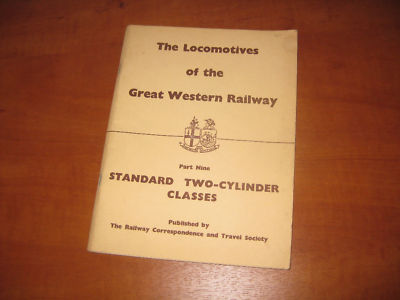 The Locomotives
of the
Great Western Railway
Part Nine
STANDARD TWO-CYLINDER
CLASSES
Published by
The Railway Correspondence and Travel Society